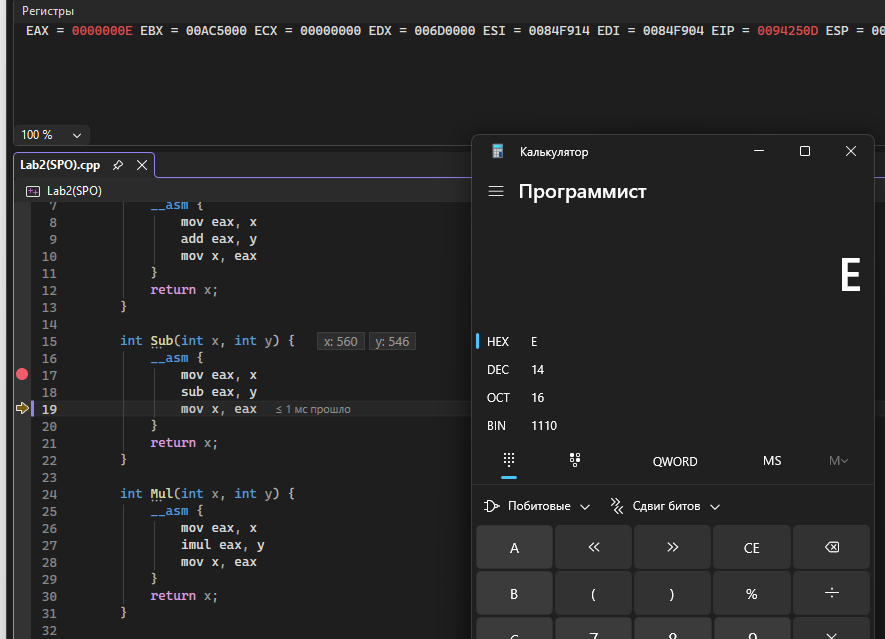 Регистры
EAX = 0000000E EBX = 00AC5000 ECX = 00000000 EDX = 006D0000 ESI = 0084F914 EDI = 0084F904 EIP = 0094250D ESP = 00
100 %
Lab2(SPO).cpp
Lab2(SPO)
7 __asm {
8 mov eax, x
9 add eax, y
10 mov x, eax
11 }
12 return x;
13 }
14
15 int Sub(int x, int y) { x: 560 y: 546
16 __asm {
17 mov eax, x
18 sub eax, y
19 mov x, eax ≤ 1 мс прошло
20 }
21 return x;
22 }
23
24 int Mul(int x, int y) {
25 __asm {
26 mov eax, x
27 imul eax, y
28 mov x, eax
29 }
30 return x;
31 }
32
Калькулятор
Программист
E
HEX E
DEC 14
OCT 16
BIN 1110
QWORD MS M
Побитовые Сдвиг битов
A << >> CE
B ( ) % ÷